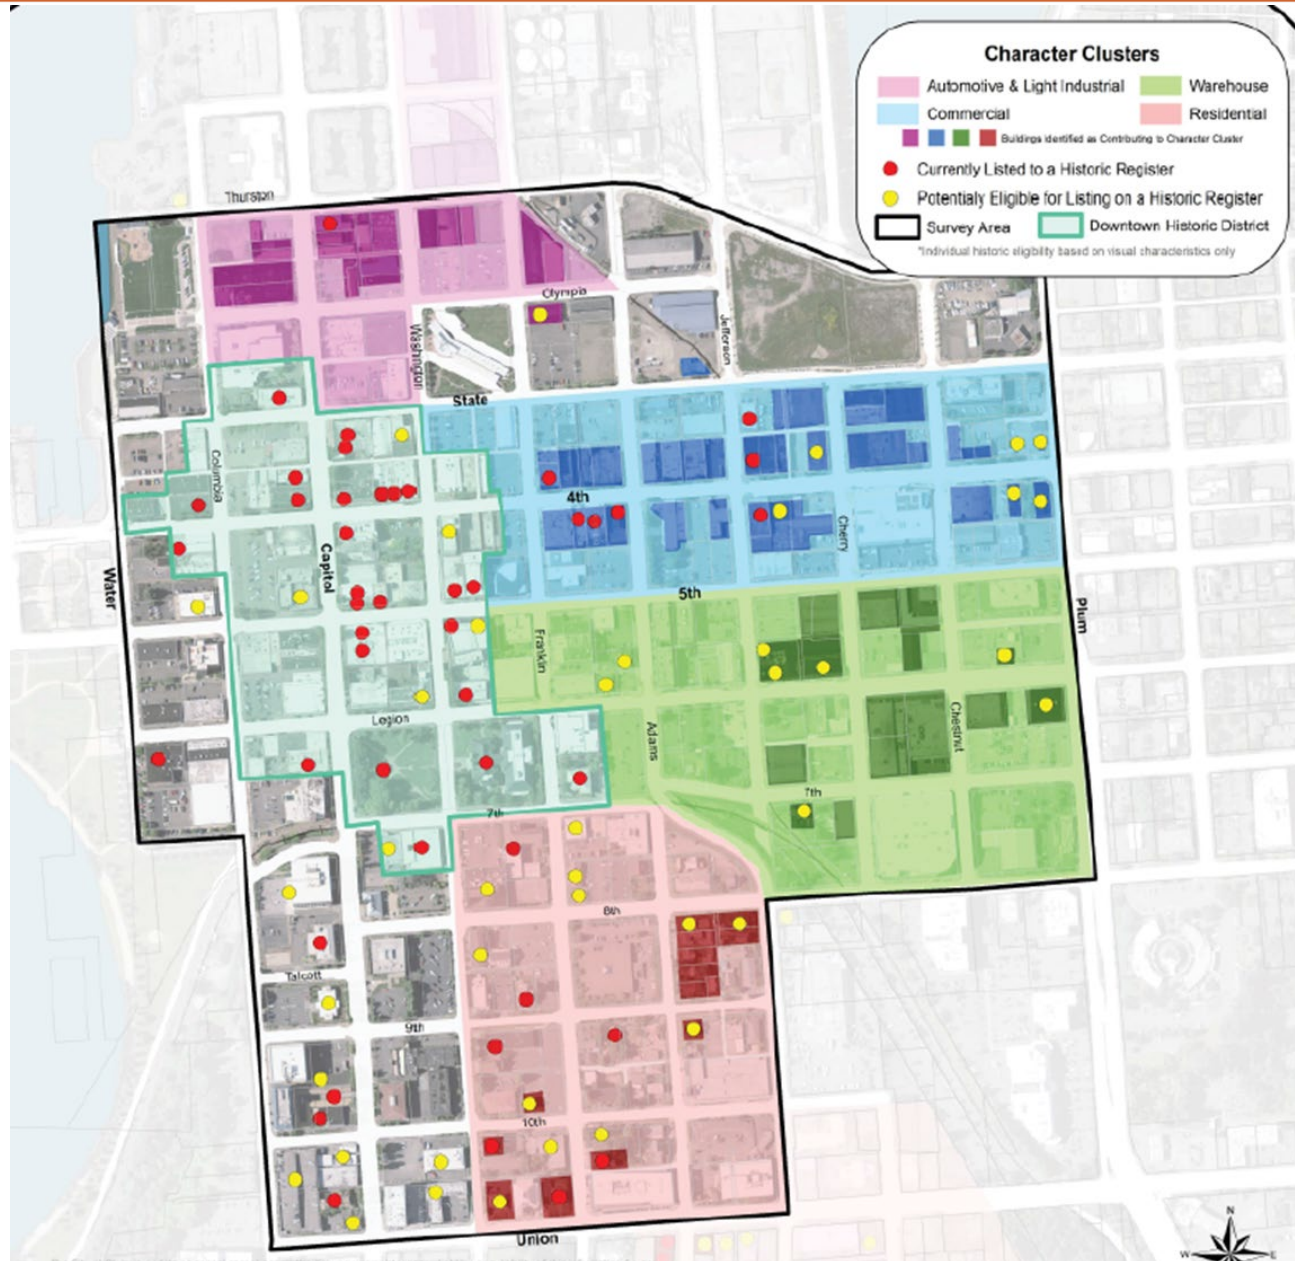 Character Clusters
Automotive & Light Industrial
Warehouse
Commercial
Residential
Buildings identified as Contributing to Character Cluster
Currently Listed to a Historic Register
Potentialy Eligible for Listing on a Historic Register
Survey Area
Downtown Historic District
*Individual historic eligibility based on visual characteristics only
Thurston
Olympia
Washington
Jefferson
State
Columbia
4th
Cherry
Capitol
Water
5th
Plum
Franklin
Legion
Adams
Chestnut
7th
7th
8th
Talcott
9th
10th
Union
N
W
E